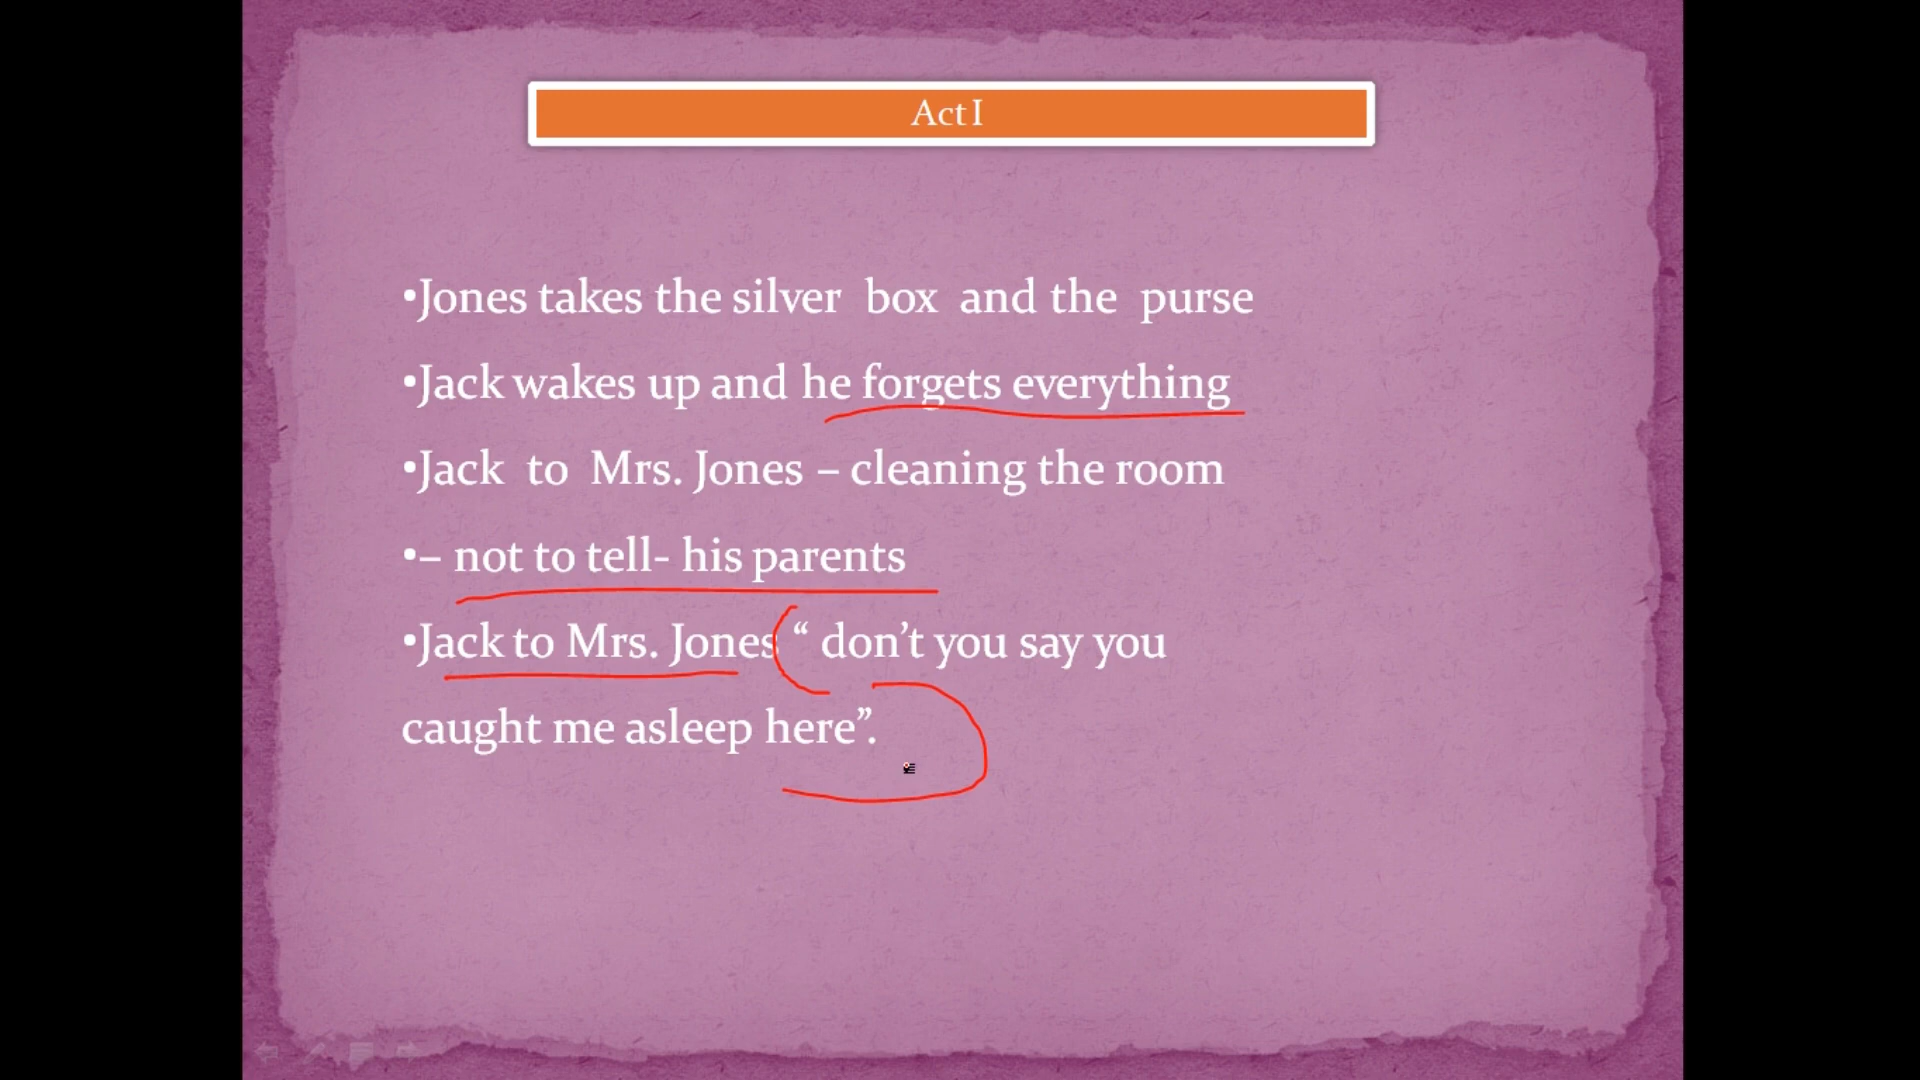 Act I
•Jones takes the silver box and the purse
•Jack wakes up and he forgets everything
•Jack to Mrs. Jones – cleaning the room
•– not to tell- his parents
•Jack to Mrs. Jones “ don’t you say you
caught me asleep here”.